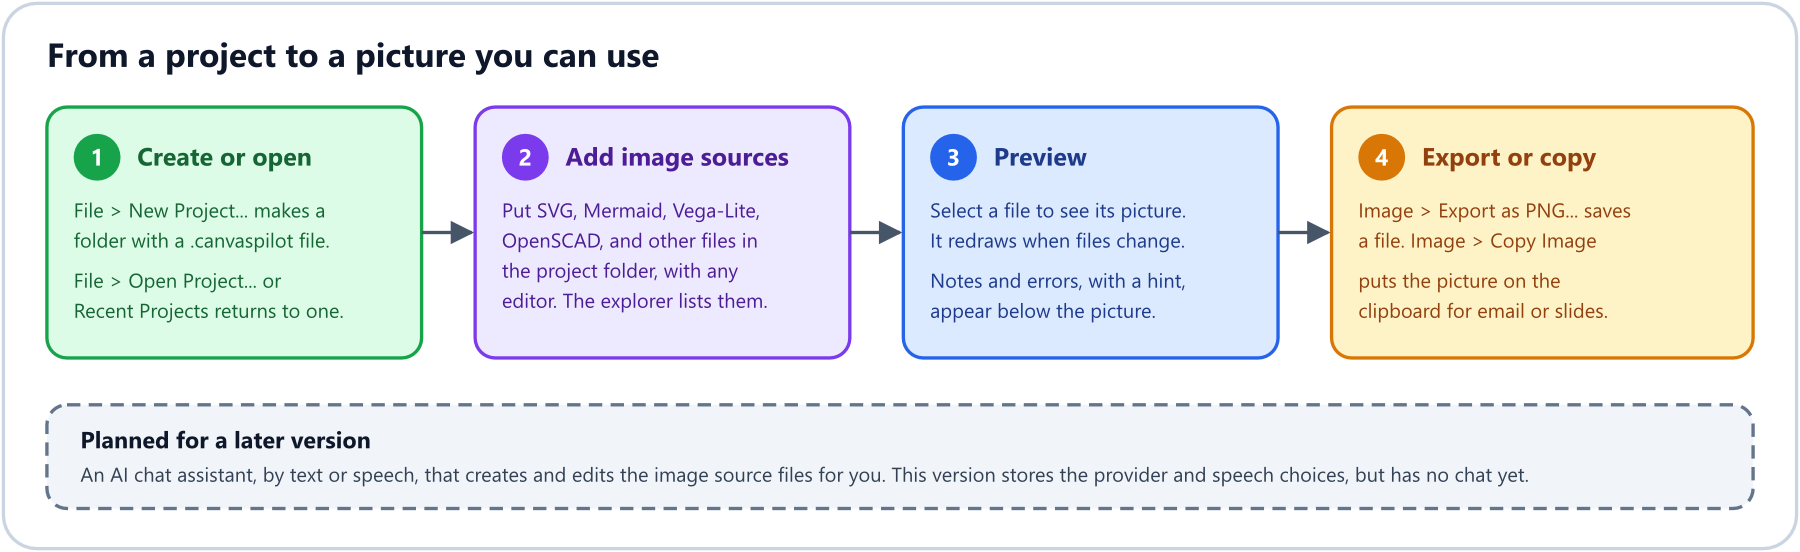 From a project to a picture you can use
1 Create or open
File > New Project... makes a
folder with a .canvaspilot file.
File > Open Project... or
Recent Projects returns to one.
2 Add image sources
Put SVG, Mermaid, Vega-Lite,
OpenSCAD, and other files in
the project folder, with any
editor. The explorer lists them.
3 Preview
Select a file to see its picture.
It redraws when files change.
Notes and errors, with a hint,
appear below the picture.
4 Export or copy
Image > Export as PNG... saves
a file. Image > Copy Image
puts the picture on the
clipboard for email or slides.
Planned for a later version
An AI chat assistant, by text or speech, that creates and edits the image source files for you. This version stores the provider and speech choices, but has no chat yet.